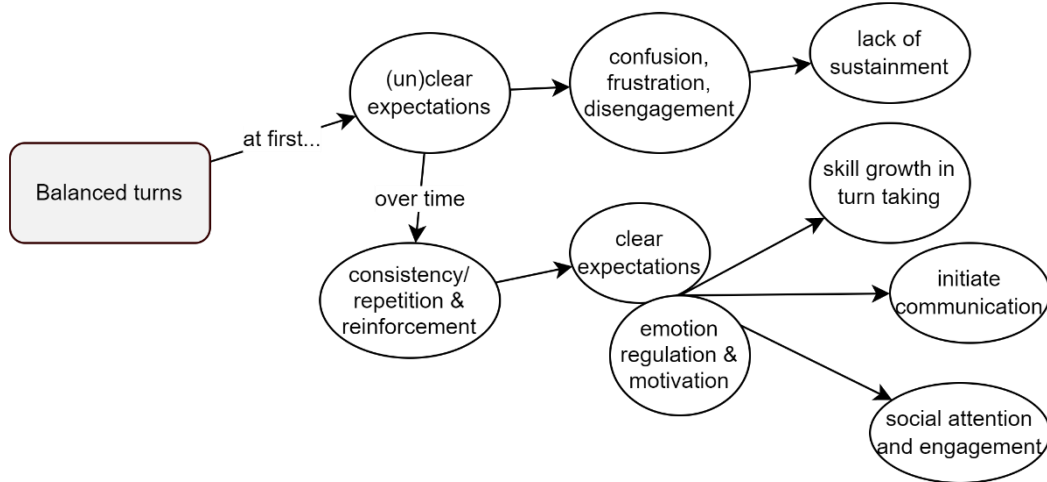 Balanced turns
at first...
(un)clear
expectations
confusion,
frustration,
disengagement
lack of
sustainment
over time
consistency/
repetition &
reinforcement
clear
expectations
emotion
regulation &
motivation
skill growth in
turn taking
initiate
communication
social attention
and engagement